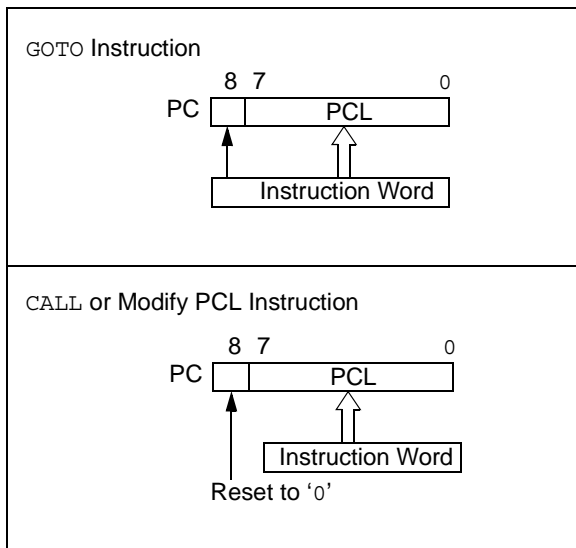 GOTO Instruction
8 7 0
PC PCL
Instruction Word
CALL or Modify PCL Instruction
8 7 0
PC PCL
Instruction Word
Reset to ‘0’